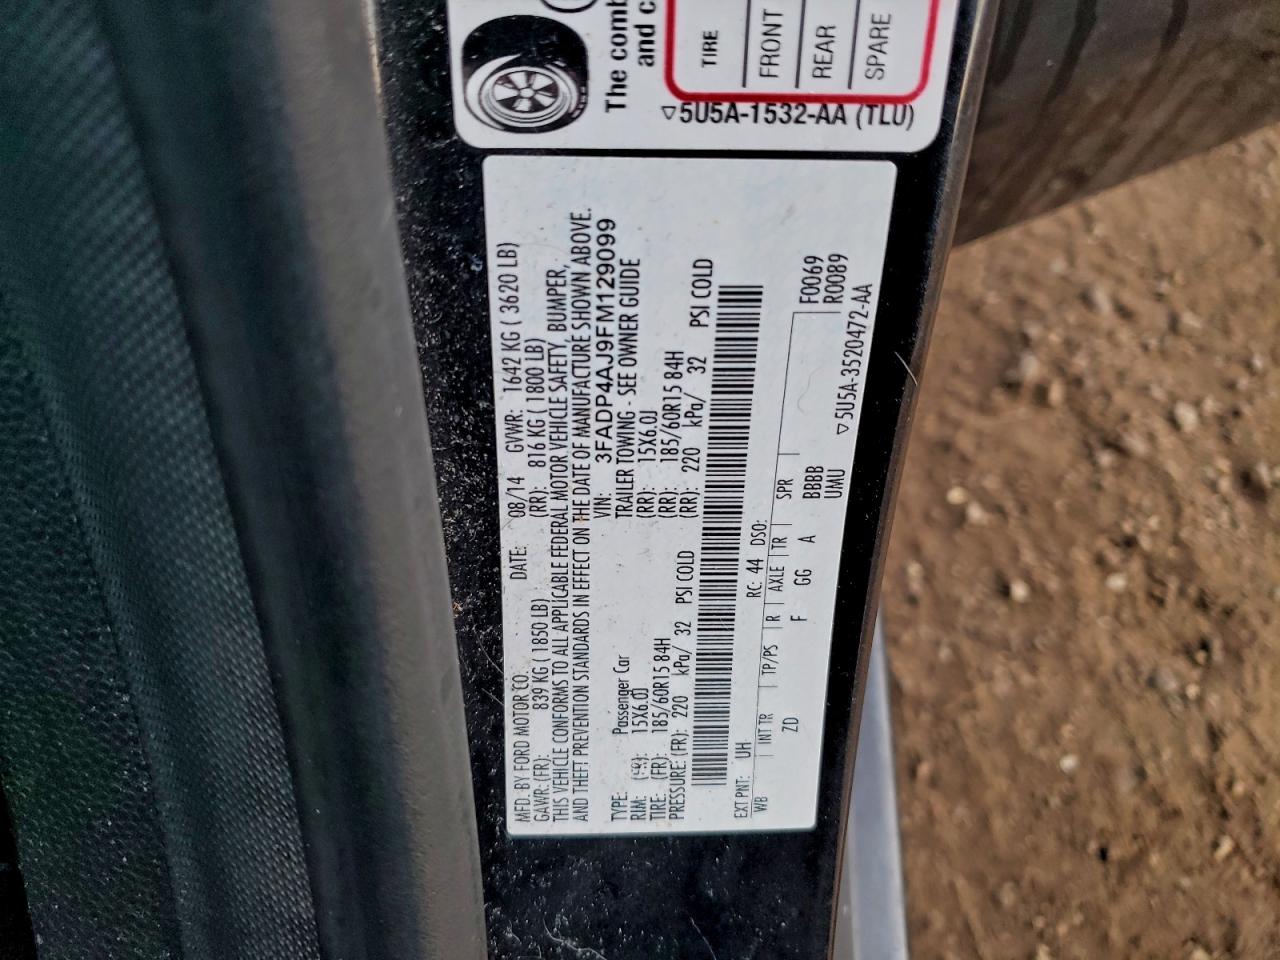 The comb
and c
TIRE
FRONT
REAR
SPARE
▽5U5A-1532-AA (TLU)
MFD. BY FORD MOTOR CO. DATE: 08/14 GVWR: 1642 KG ( 3620 LB)
GAWR: (FR): 839 KG ( 1850 LB) (RR): 816 KG ( 1800 LB)
THIS VEHICLE CONFORMS TO ALL APPLICABLE FEDERAL MOTOR VEHICLE SAFETY, BUMPER,
AND THEFT PREVENTION STANDARDS IN EFFECT ON THE DATE OF MANUFACTURE SHOWN ABOVE.
VIN: 3FADP4AJ9FM129099
TYPE: Passenger Car TRAILER TOWING - SEE OWNER GUIDE
RIM: 15X6.0J (RR): 15X6.0J
TIRE: (FR): 185/60R15 84H (RR): 185/60R15 84H
PRESSURE: (FR): 220 kPa/ 32 PSI COLD (RR): 220 kPa/ 32 PSI COLD
EXT PNT: UH RC: 44 DSO:
WB INT TR TP/PS R AXLE TR SPR F0069
ZD F GG A BBBB R0089
UMU
▽5U5A-3520472-AA